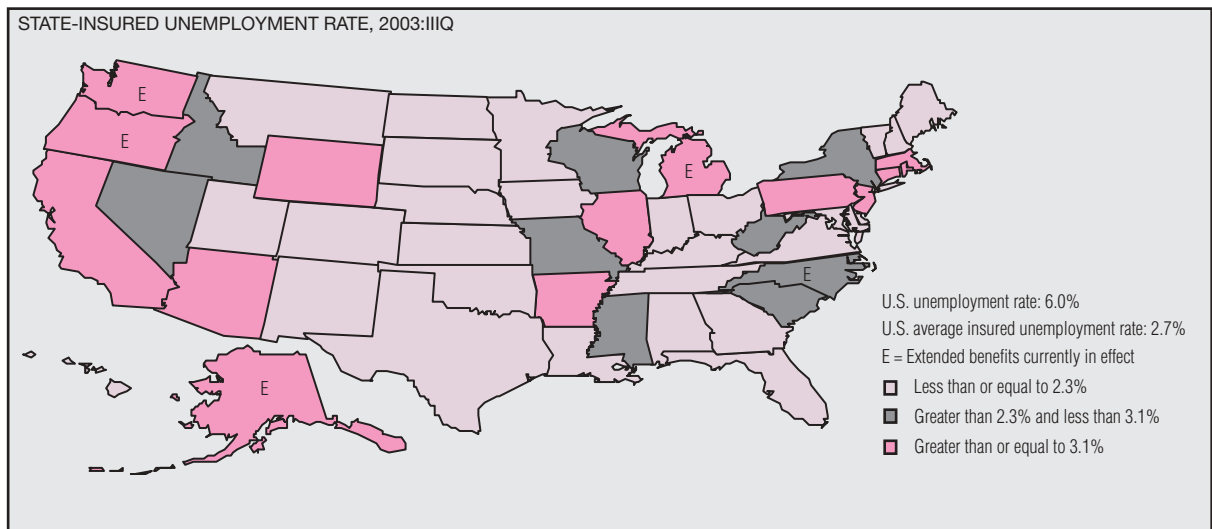 STATE-INSURED UNEMPLOYMENT RATE, 2003:IIIQ
E
E
E
E
E
U.S. unemployment rate: 6.0%
U.S. average insured unemployment rate: 2.7%
E = Extended benefits currently in effect
Less than or equal to 2.3%
Greater than 2.3% and less than 3.1%
Greater than or equal to 3.1%